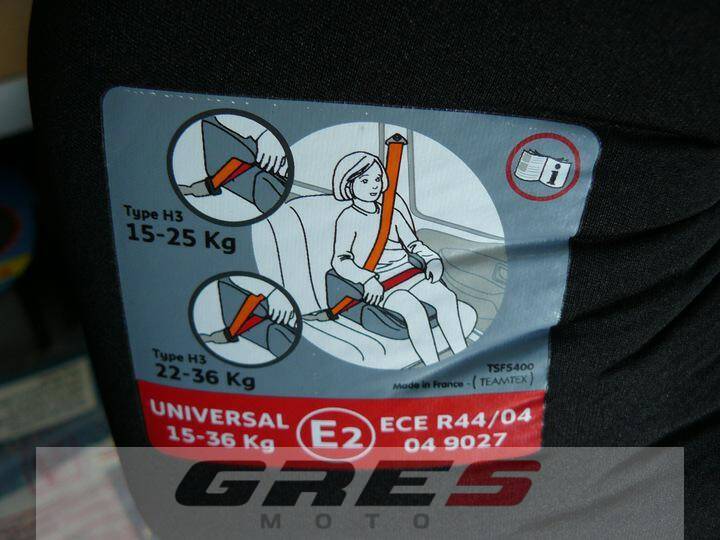 Type H3
15-25 Kg
i
Type H3
22-36 Kg
TSF5400
Made in France - (TEAMTEX)
UNIVERSAL
15-36 Kg
E2
ECE R44/04
04 9027
GRES
MOTO